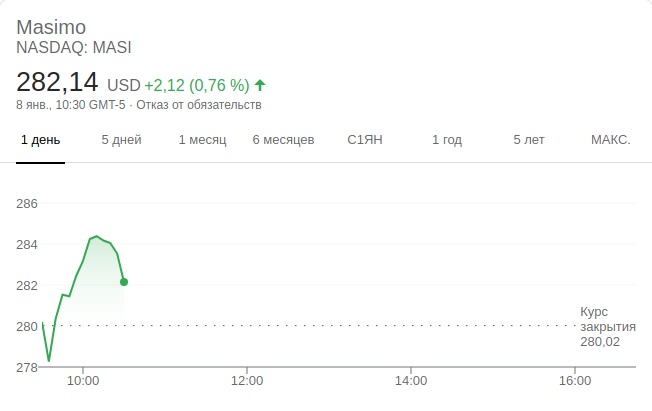 Masimo
NASDAQ: MASI
282,14 USD +2,12 (0,76 %)
8 янв., 10:30 GMT-5 · Отказ от обязательств
1 день 5 дней 1 месяц 6 месяцев С1ЯН 1 год 5 лет МАКС.
286
284
282
280
278
Курс
закрытия
280,02
10:00 12:00 14:00 16:00